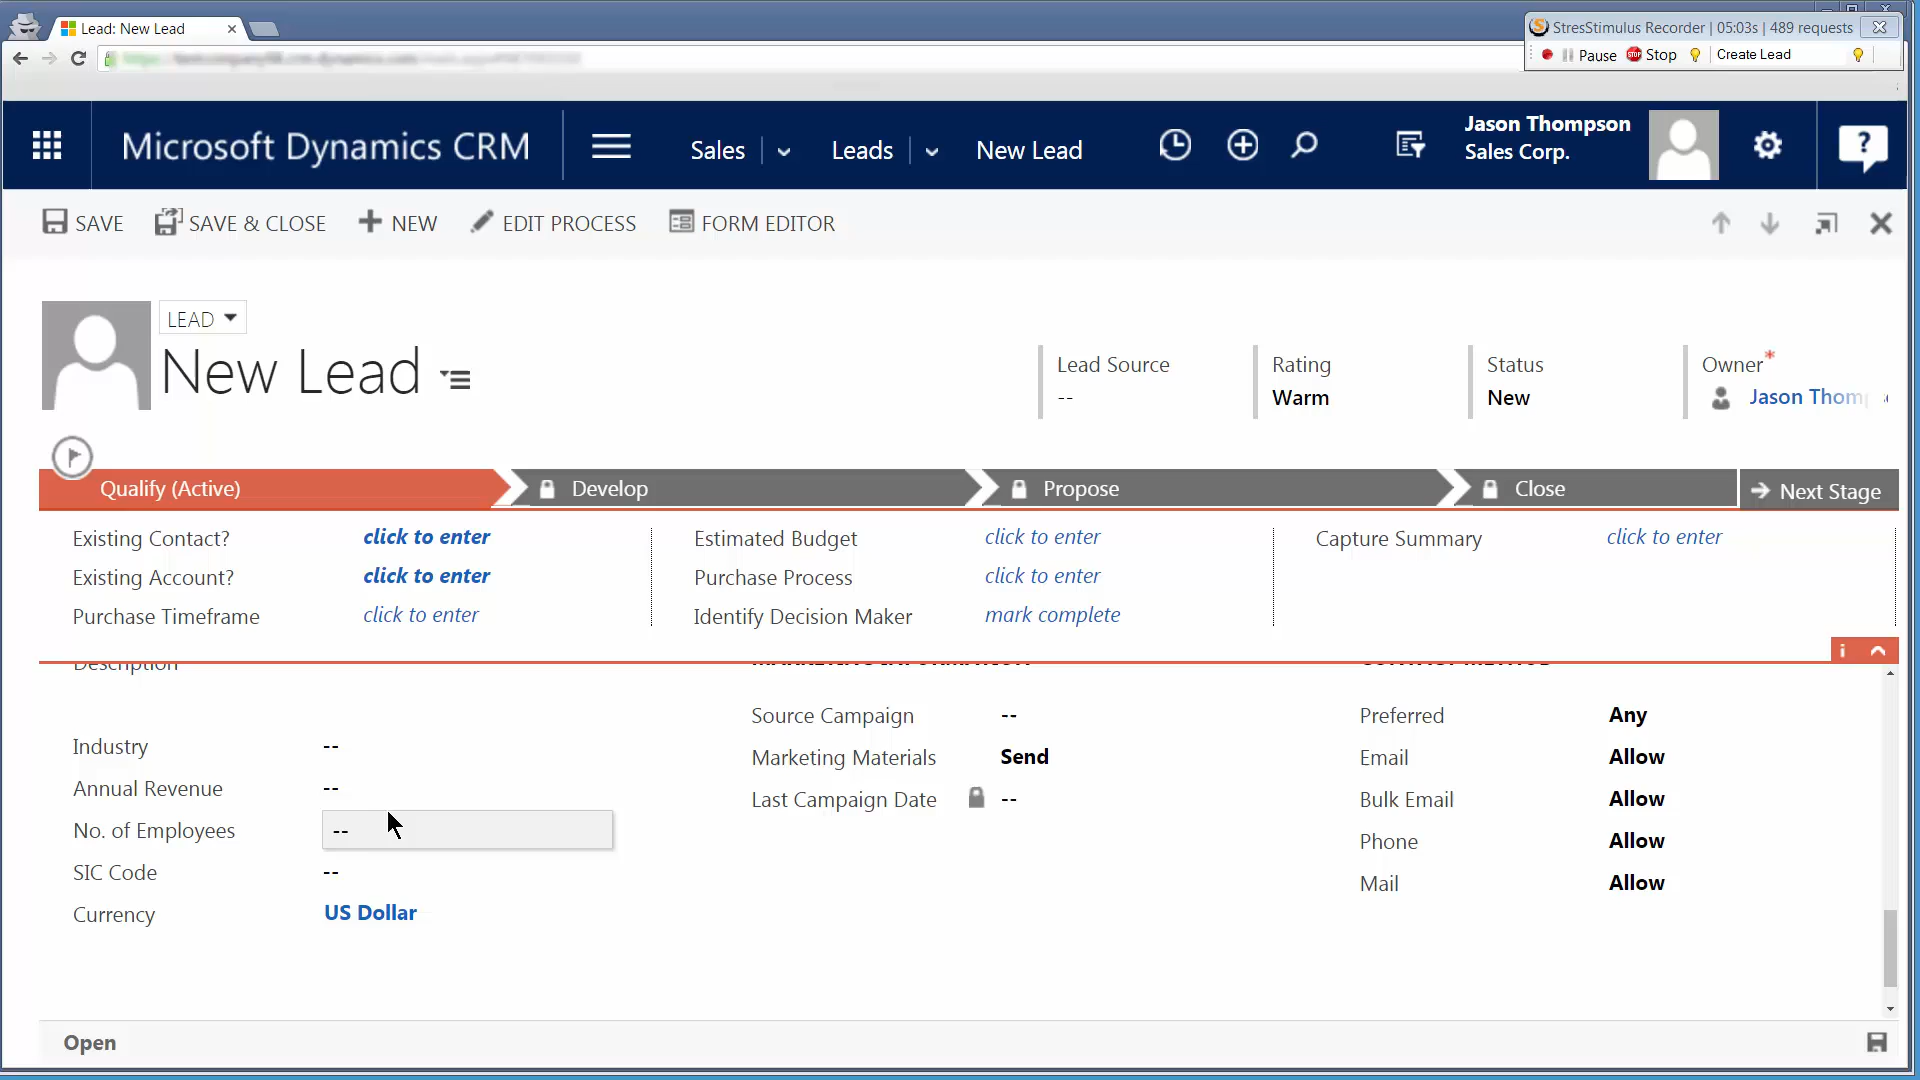 Lead: New Lead
StresStimulus Recorder | 05:03s | 489 requests
Pause Stop Create Lead
Microsoft Dynamics CRM
Sales Leads New Lead
Jason Thompson
Sales Corp.
?
SAVE SAVE & CLOSE NEW EDIT PROCESS FORM EDITOR
LEAD
New Lead
Lead Source Rating Status Owner*
-- Warm New Jason Thom
Qualify (Active) Develop Propose Close Next Stage
Existing Contact? click to enter Estimated Budget click to enter Capture Summary click to enter
Existing Account? click to enter Purchase Process click to enter
Purchase Timeframe click to enter Identify Decision Maker mark complete
i
Description
Source Campaign -- Preferred Any
Industry --
Marketing Materials Send Email Allow
Annual Revenue --
Last Campaign Date -- Bulk Email Allow
No. of Employees --
Phone Allow
SIC Code --
Mail Allow
Currency US Dollar
Open